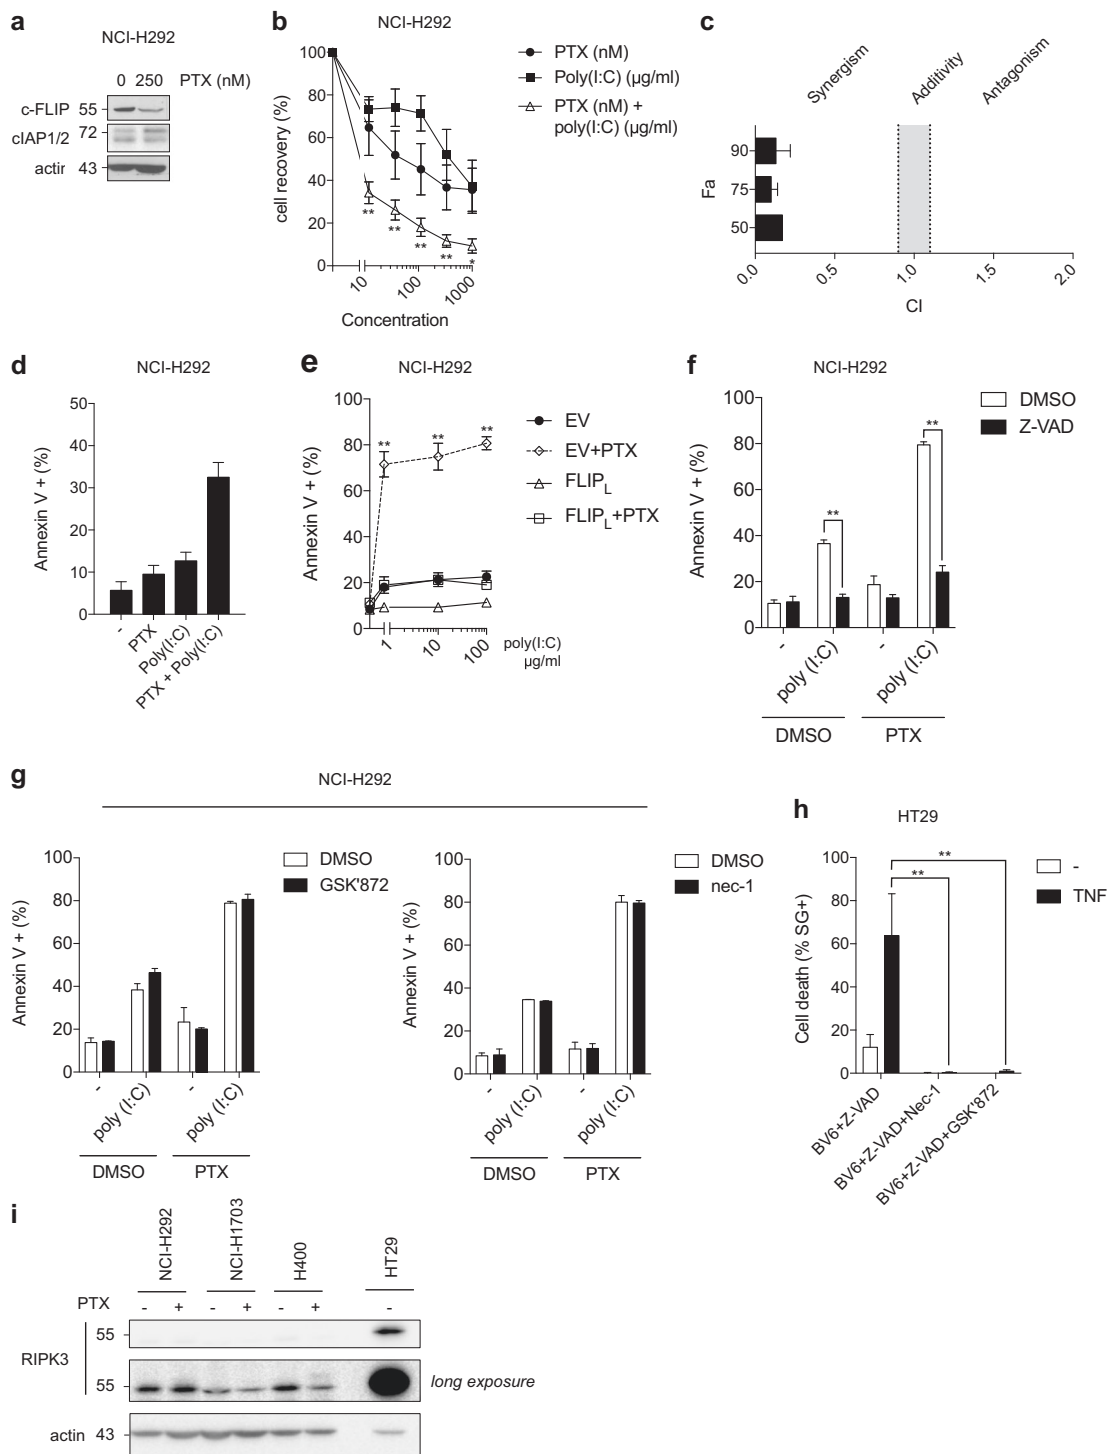 a
NCI-H292
0 250 PTX (nM)
c-FLIP 55
cIAP1/2 72
actir 43
b
NCI-H292
cell recovery (%)
100
80
60
40
20
0
** ** ** ** *
10 100 1000
Concentration
PTX (nM)
Poly(I:C) (µg/ml)
PTX (nM) +
poly(I:C) (µg/ml)
c
Synergism Additivity Antagonism
Fa
90
75
50
0.0 0.5 1.0 1.5 2.0
CI
d
NCI-H292
Annexin V + (%)
50
40
30
20
10
0
- PTX Poly(I:C) PTX + Poly(I:C)
e
NCI-H292
Annexin V + (%)
100
80
60
40
20
0
** ** **
1 10 100
poly(I:C)
µg/ml
EV
EV+PTX
FLIPL
FLIPL+PTX
f
NCI-H292
Annexin V + (%)
100
80
60
40
20
0
** **
DMSO
Z-VAD
- poly (I:C) - poly (I:C)
DMSO PTX
g
NCI-H292
Annexin V + (%)
100
80
60
40
20
0
DMSO
GSK'872
- poly (I:C) - poly (I:C)
DMSO PTX
Annexin V + (%)
100
80
60
40
20
0
DMSO
nec-1
- poly (I:C) - poly (I:C)
DMSO PTX
h
HT29
Cell death (% SG+)
100
80
60
40
20
0
**
**
-
TNF
BV6+Z-VAD
BV6+Z-VAD+Nec-1
BV6+Z-VAD+GSK'872
i
NCI-H292 NCI-H1703 H400 HT29
PTX - + - + - + -
RIPK3
55
55 long exposure
actin 43